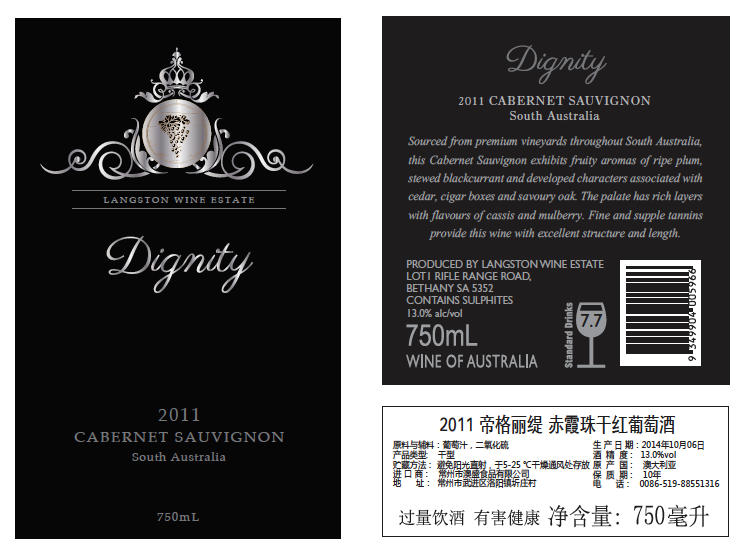 LANGSTON WINE ESTATE
Dignity
2011
CABERNET SAUVIGNON
South Australia
750mL
Dignity
2011 CABERNET SAUVIGNON
South Australia
Sourced from premium vineyards throughout South Australia,
this Cabernet Sauvignon exhibits fruity aromas of ripe plum,
stewed blackcurrant and developed characters associated with
cedar, cigar boxes and savoury oak. The palate has rich layers
with flavours of cassis and mulberry. Fine and supple tannins
provide this wine with excellent structure and length.
PRODUCED BY LANGSTON WINE ESTATE
LOT1 RIFLE RANGE ROAD,
BETHANY SA 5352
CONTAINS SULPHITES
13.0% alc/vol
750mL
WINE OF AUSTRALIA
Standard Drinks
7.7
9 349904 005966
2011 帝格丽缇 赤霞珠干红葡萄酒
原料与辅料：葡萄汁，二氧化硫 生产日期：2014年10月06日
产品类型： 干型 酒 精 度： 13.0%vol
贮藏方法： 避免阳光直射，于5-25 ℃干燥通风处存放 原 产 国： 澳大利亚
进 口 商： 常州市澳盛食品有限公司 保 质 期： 10年
地 址： 常州市武进区洛阳镇圻庄村 电 话： 0086-519-88551316
过量饮酒 有害健康 净含量：750毫升